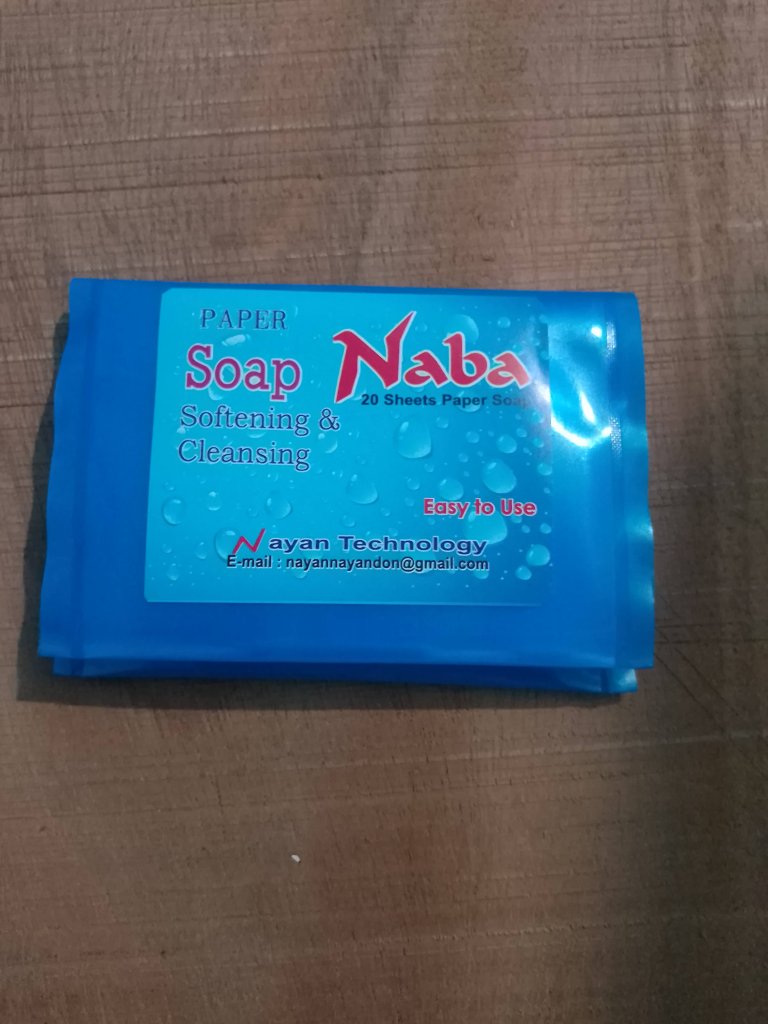 PAPER
Soap
Softening &
Cleansing
Naba
20 Sheets Paper Soap
Easy to Use
Nayan Technology
E-mail : nayannayandon@gmail.com